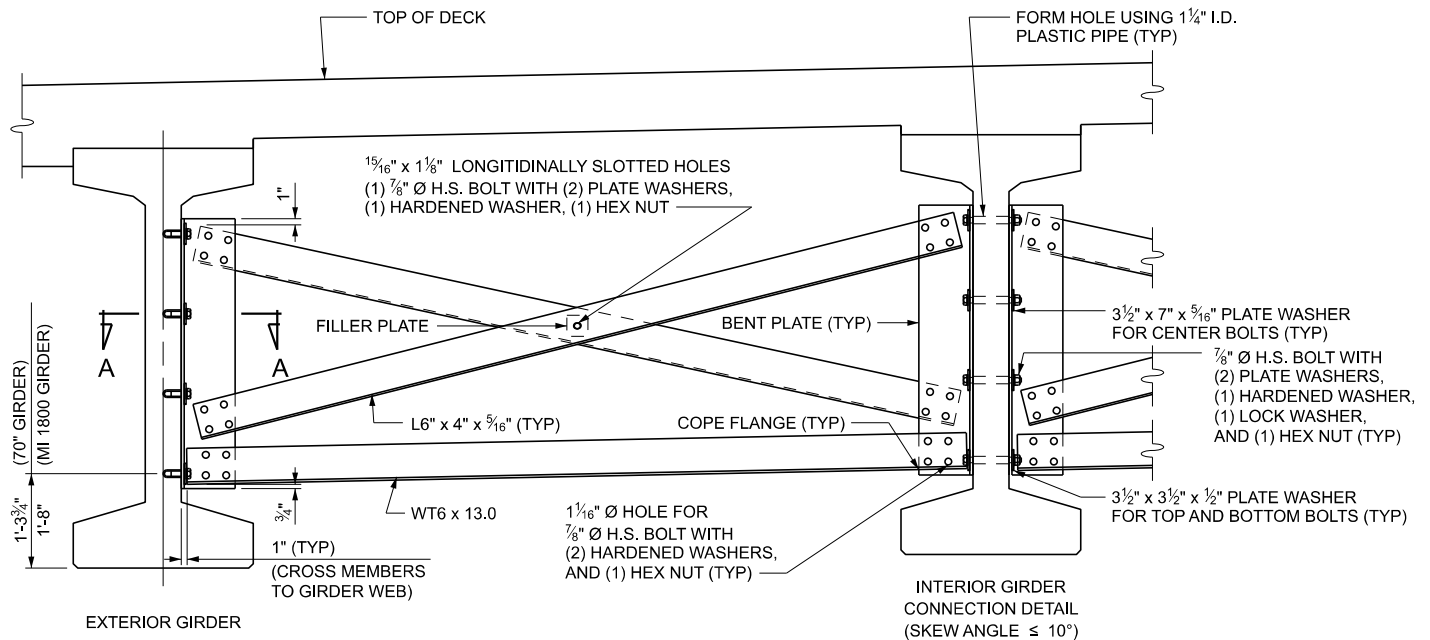 TOP OF DECK
FORM HOLE USING 1¼" I.D.
PLASTIC PIPE (TYP)
15⁄16" x 1⅛" LONGITIDINALLY SLOTTED HOLES
(1) ⅞" Ø H.S. BOLT WITH (2) PLATE WASHERS,
(1) HARDENED WASHER, (1) HEX NUT
1"
FILLER PLATE
BENT PLATE (TYP)
3½" x 7" x 5⁄16" PLATE WASHER
FOR CENTER BOLTS (TYP)
A
A
⅞" Ø H.S. BOLT WITH
(2) PLATE WASHERS,
(1) HARDENED WASHER,
(1) LOCK WASHER,
AND (1) HEX NUT (TYP)
L6" x 4" x 5⁄16" (TYP)
COPE FLANGE (TYP)
(70" GIRDER)
(MI 1800 GIRDER)
1'-3¾"
1'-8"
¾"
WT6 x 13.0
1 1⁄16" Ø HOLE FOR
⅞" Ø H.S. BOLT WITH
(2) HARDENED WASHERS,
AND (1) HEX NUT (TYP)
3½" x 3½" x ½" PLATE WASHER
FOR TOP AND BOTTOM BOLTS (TYP)
1" (TYP)
(CROSS MEMBERS
TO GIRDER WEB)
EXTERIOR GIRDER
INTERIOR GIRDER
CONNECTION DETAIL
(SKEW ANGLE ≤ 10°)